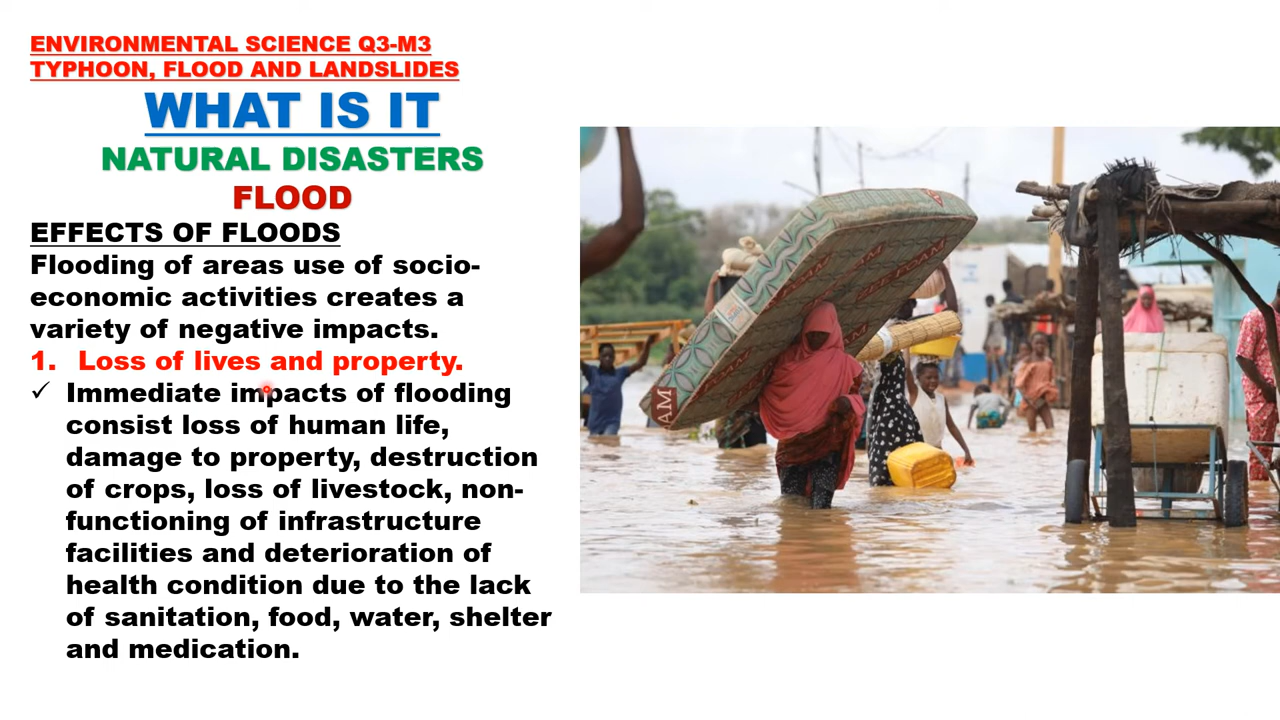 ENVIRONMENTAL SCIENCE Q3-M3
TYPHOON, FLOOD AND LANDSLIDES
WHAT IS IT
NATURAL DISASTERS
FLOOD
EFFECTS OF FLOODS
Flooding of areas use of socio-
economic activities creates a
variety of negative impacts.
1. Loss of lives and property.
✓ Immediate impacts of flooding
consist loss of human life,
damage to property, destruction
of crops, loss of livestock, non-
functioning of infrastructure
facilities and deterioration of
health condition due to the lack
of sanitation, food, water, shelter
and medication.